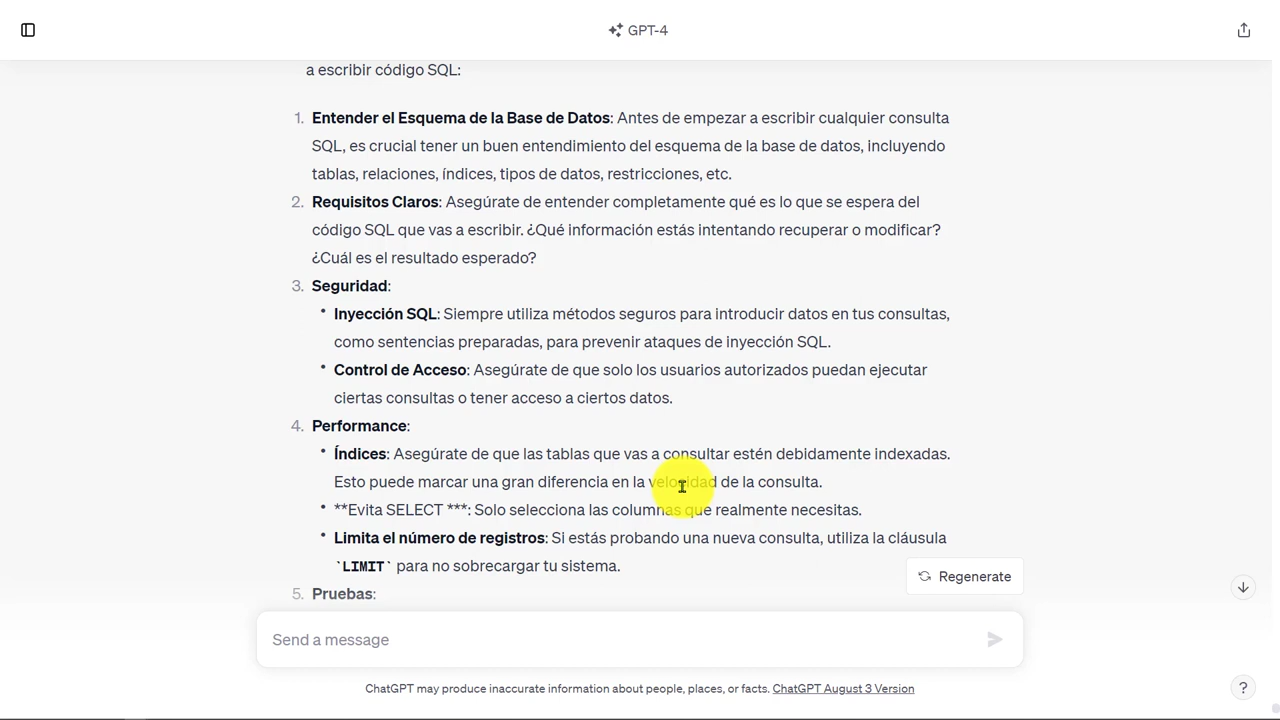 GPT-4
a escribir código SQL:
1. Entender el Esquema de la Base de Datos: Antes de empezar a escribir cualquier consulta
SQL, es crucial tener un buen entendimiento del esquema de la base de datos, incluyendo
tablas, relaciones, índices, tipos de datos, restricciones, etc.
2. Requisitos Claros: Asegúrate de entender completamente qué es lo que se espera del
código SQL que vas a escribir. ¿Qué información estás intentando recuperar o modificar?
¿Cuál es el resultado esperado?
3. Seguridad:
• Inyección SQL: Siempre utiliza métodos seguros para introducir datos en tus consultas,
como sentencias preparadas, para prevenir ataques de inyección SQL.
• Control de Acceso: Asegúrate de que solo los usuarios autorizados puedan ejecutar
ciertas consultas o tener acceso a ciertos datos.
4. Performance:
• Índices: Asegúrate de que las tablas que vas a consultar estén debidamente indexadas.
Esto puede marcar una gran diferencia en la velocidad de la consulta.
• **Evita SELECT ***: Solo selecciona las columnas que realmente necesitas.
• Limita el número de registros: Si estás probando una nueva consulta, utiliza la cláusula
`LIMIT` para no sobrecargar tu sistema.
Regenerate
5. Pruebas:
Send a message
ChatGPT may produce inaccurate information about people, places, or facts. ChatGPT August 3 Version
?